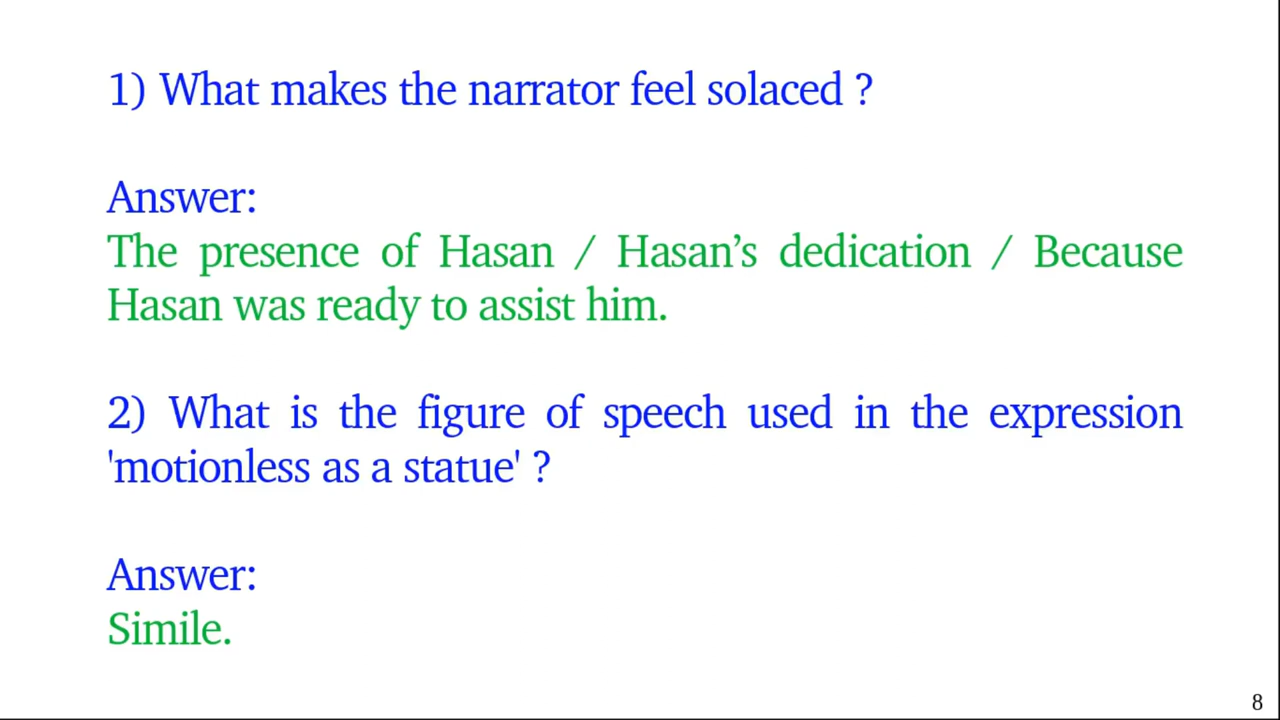 1) What makes the narrator feel solaced ?
Answer:
The presence of Hasan / Hasan’s dedication / Because
Hasan was ready to assist him.
2) What is the figure of speech used in the expression
'motionless as a statue' ?
Answer:
Simile.
8